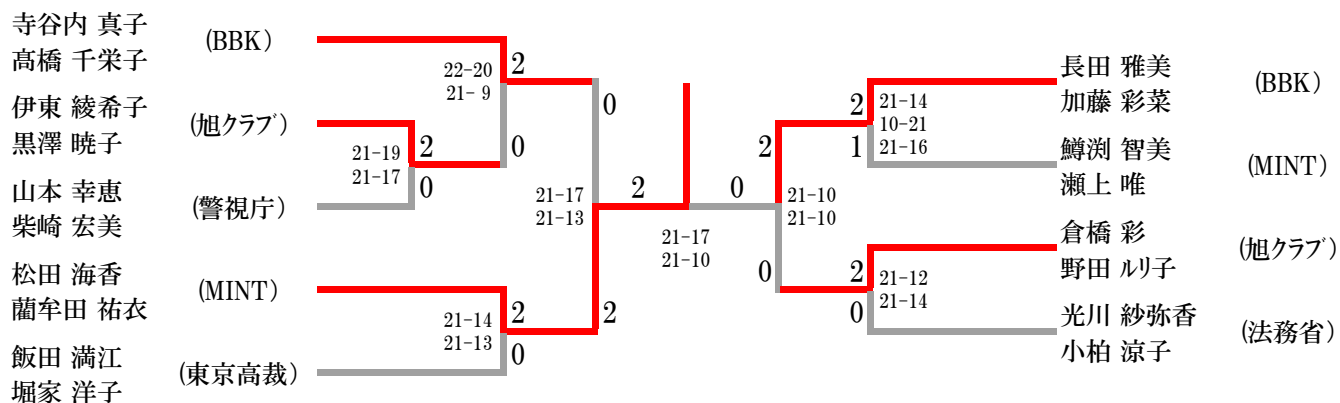 寺谷内 真子
高橋 千栄子
(BBK)
伊東 綾希子
黒澤 暁子
(旭クラブ)
山本 幸恵
柴崎 宏美
(警視庁)
松田 海香
藺牟田 祐衣
(MINT)
飯田 満江
堀家 洋子
(東京高裁)
21-19
21-17
2
0
22-20
21- 9
2
0
21-14
21-13
2
0
0
21-17
21-13
2
2
0
21-17
21-10
2
21-10
21-10
0
2
21-14
10-21
21-16
1
2
21-12
21-14
0
長田 雅美
加藤 彩菜
(BBK)
鱒渕 智美
瀬上 唯
(MINT)
倉橋 彩
野田 ルリ子
(旭クラブ)
光川 紗弥香
小柏 涼子
(法務省)